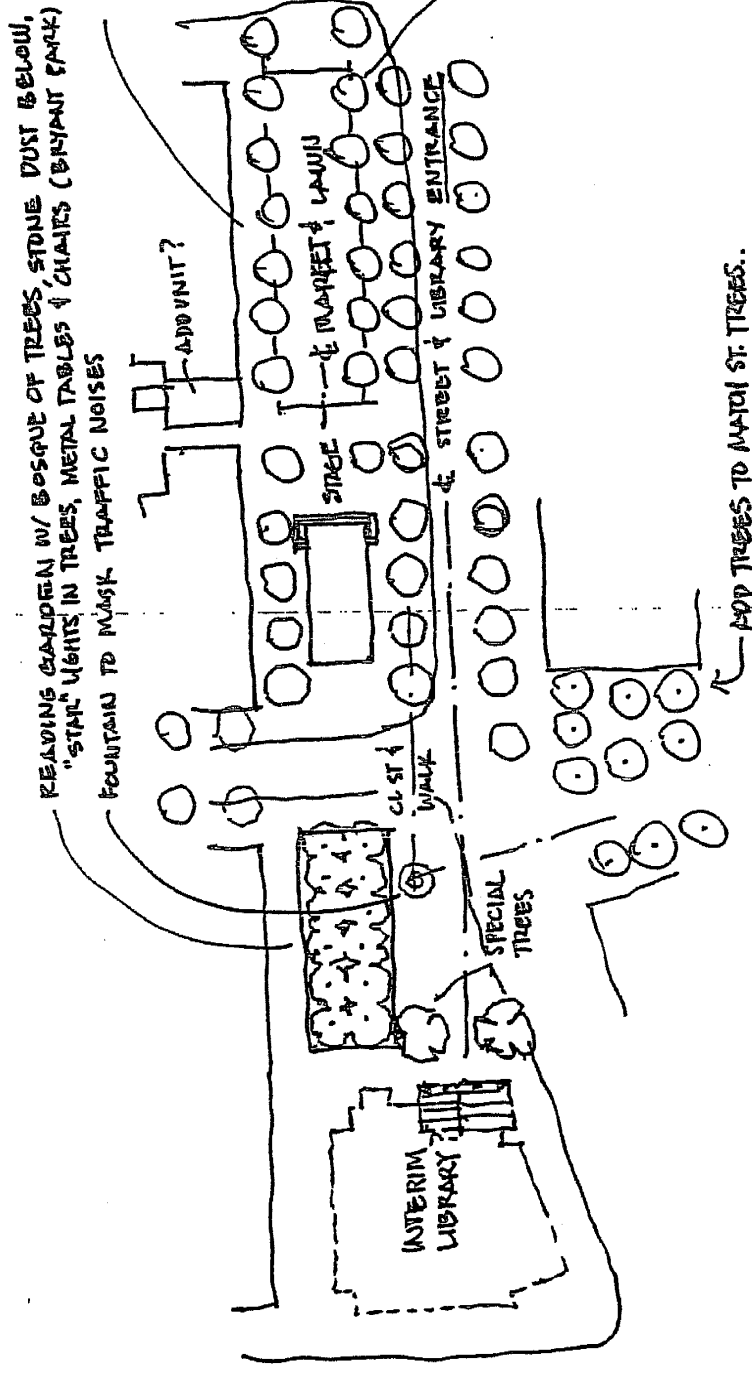 READING GARDEN W/ BOSQUE OF TREES, STONE DUST BELOW,
"STAR" LIGHTS IN TREES, METAL TABLES & CHAIRS (BRYANT PARK)
FOUNTAIN TO MASK TRAFFIC NOISES
ADD UNIT?
℄ MARKET & LAWN
STAGE
℄ STREET & LIBRARY ENTRANCE
CL ST &
WALK
SPECIAL
TREES
INTERIM
LIBRARY?
ADD TREES TO MATCH ST. TREES..